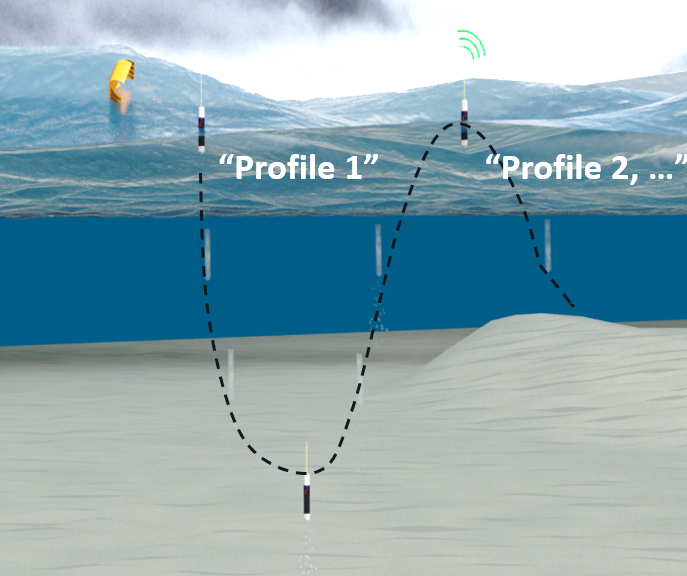 “Profile 1”
“Profile 2, ...”